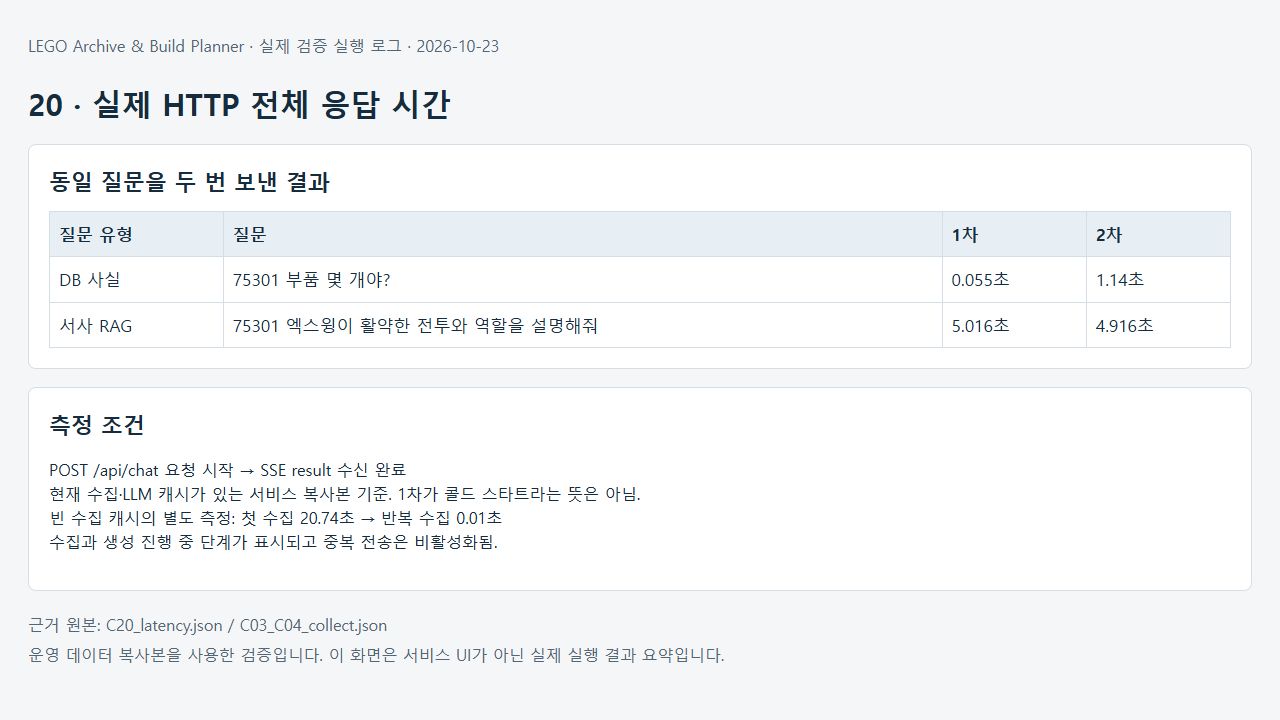 LEGO Archive & Build Planner · 실제 검증 실행 로그 · 2026-10-23
20 · 실제 HTTP 전체 응답 시간
동일 질문을 두 번 보낸 결과
질문 유형 질문 1차 2차
DB 사실 75301 부품 몇 개야? 0.055초 1.14초
서사 RAG 75301 엑스윙이 활약한 전투와 역할을 설명해줘 5.016초 4.916초
측정 조건
POST /api/chat 요청 시작 → SSE result 수신 완료
현재 수집·LLM 캐시가 있는 서비스 복사본 기준. 1차가 콜드 스타트라는 뜻은 아님.
빈 수집 캐시의 별도 측정: 첫 수집 20.74초 → 반복 수집 0.01초
수집과 생성 진행 중 단계가 표시되고 중복 전송은 비활성화됨.
근거 원본: C20_latency.json / C03_C04_collect.json
운영 데이터 복사본을 사용한 검증입니다. 이 화면은 서비스 UI가 아닌 실제 실행 결과 요약입니다.